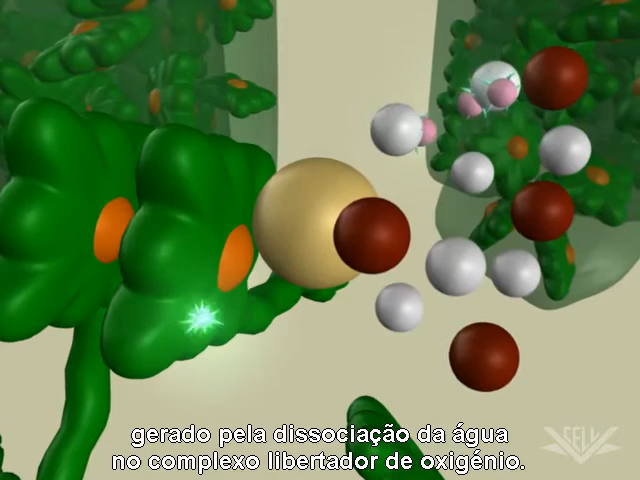 gerado pela dissociação da água
no complexo libertador de oxigénio.